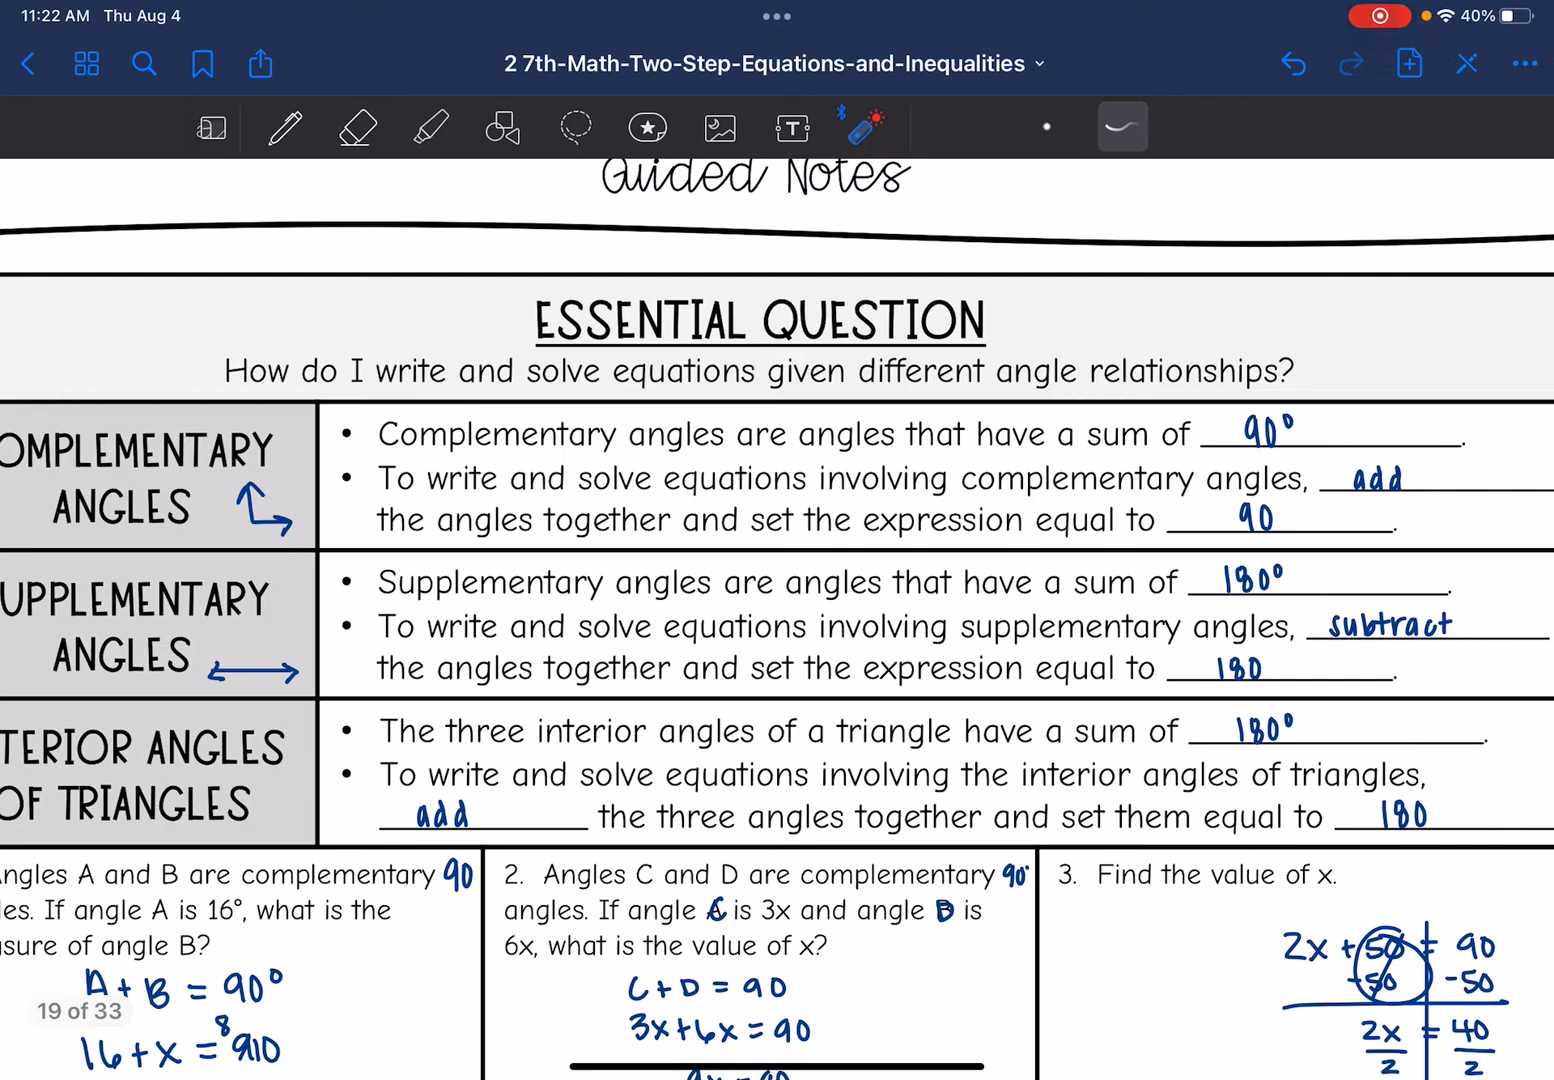 11:22 AM Thu Aug 4
40%
2 7th-Math-Two-Step-Equations-and-Inequalities
T
Guided Notes
ESSENTIAL QUESTION
How do I write and solve equations given different angle relationships?
OMPLEMENTARY
ANGLES
• Complementary angles are angles that have a sum of 90°.
• To write and solve equations involving complementary angles, add
the angles together and set the expression equal to 90.
UPPLEMENTARY
ANGLES
• Supplementary angles are angles that have a sum of 180°.
• To write and solve equations involving supplementary angles, subtract
the angles together and set the expression equal to 180.
TERIOR ANGLES
OF TRIANGLES
• The three interior angles of a triangle have a sum of 180°.
• To write and solve equations involving the interior angles of triangles,
add the three angles together and set them equal to 180
ngles A and B are complementary 90
les. If angle A is 16°, what is the
sure of angle B?
A + B = 90°
19 of 33
8
16 + x = 910
2. Angles C and D are complementary 90°
angles. If angle C is 3x and angle D is
6x, what is the value of x?
C + D = 90
3x + 6x = 90
9x = 90
3. Find the value of x.
2x + 50 = 90
-50 -50
2x = 40
2 2